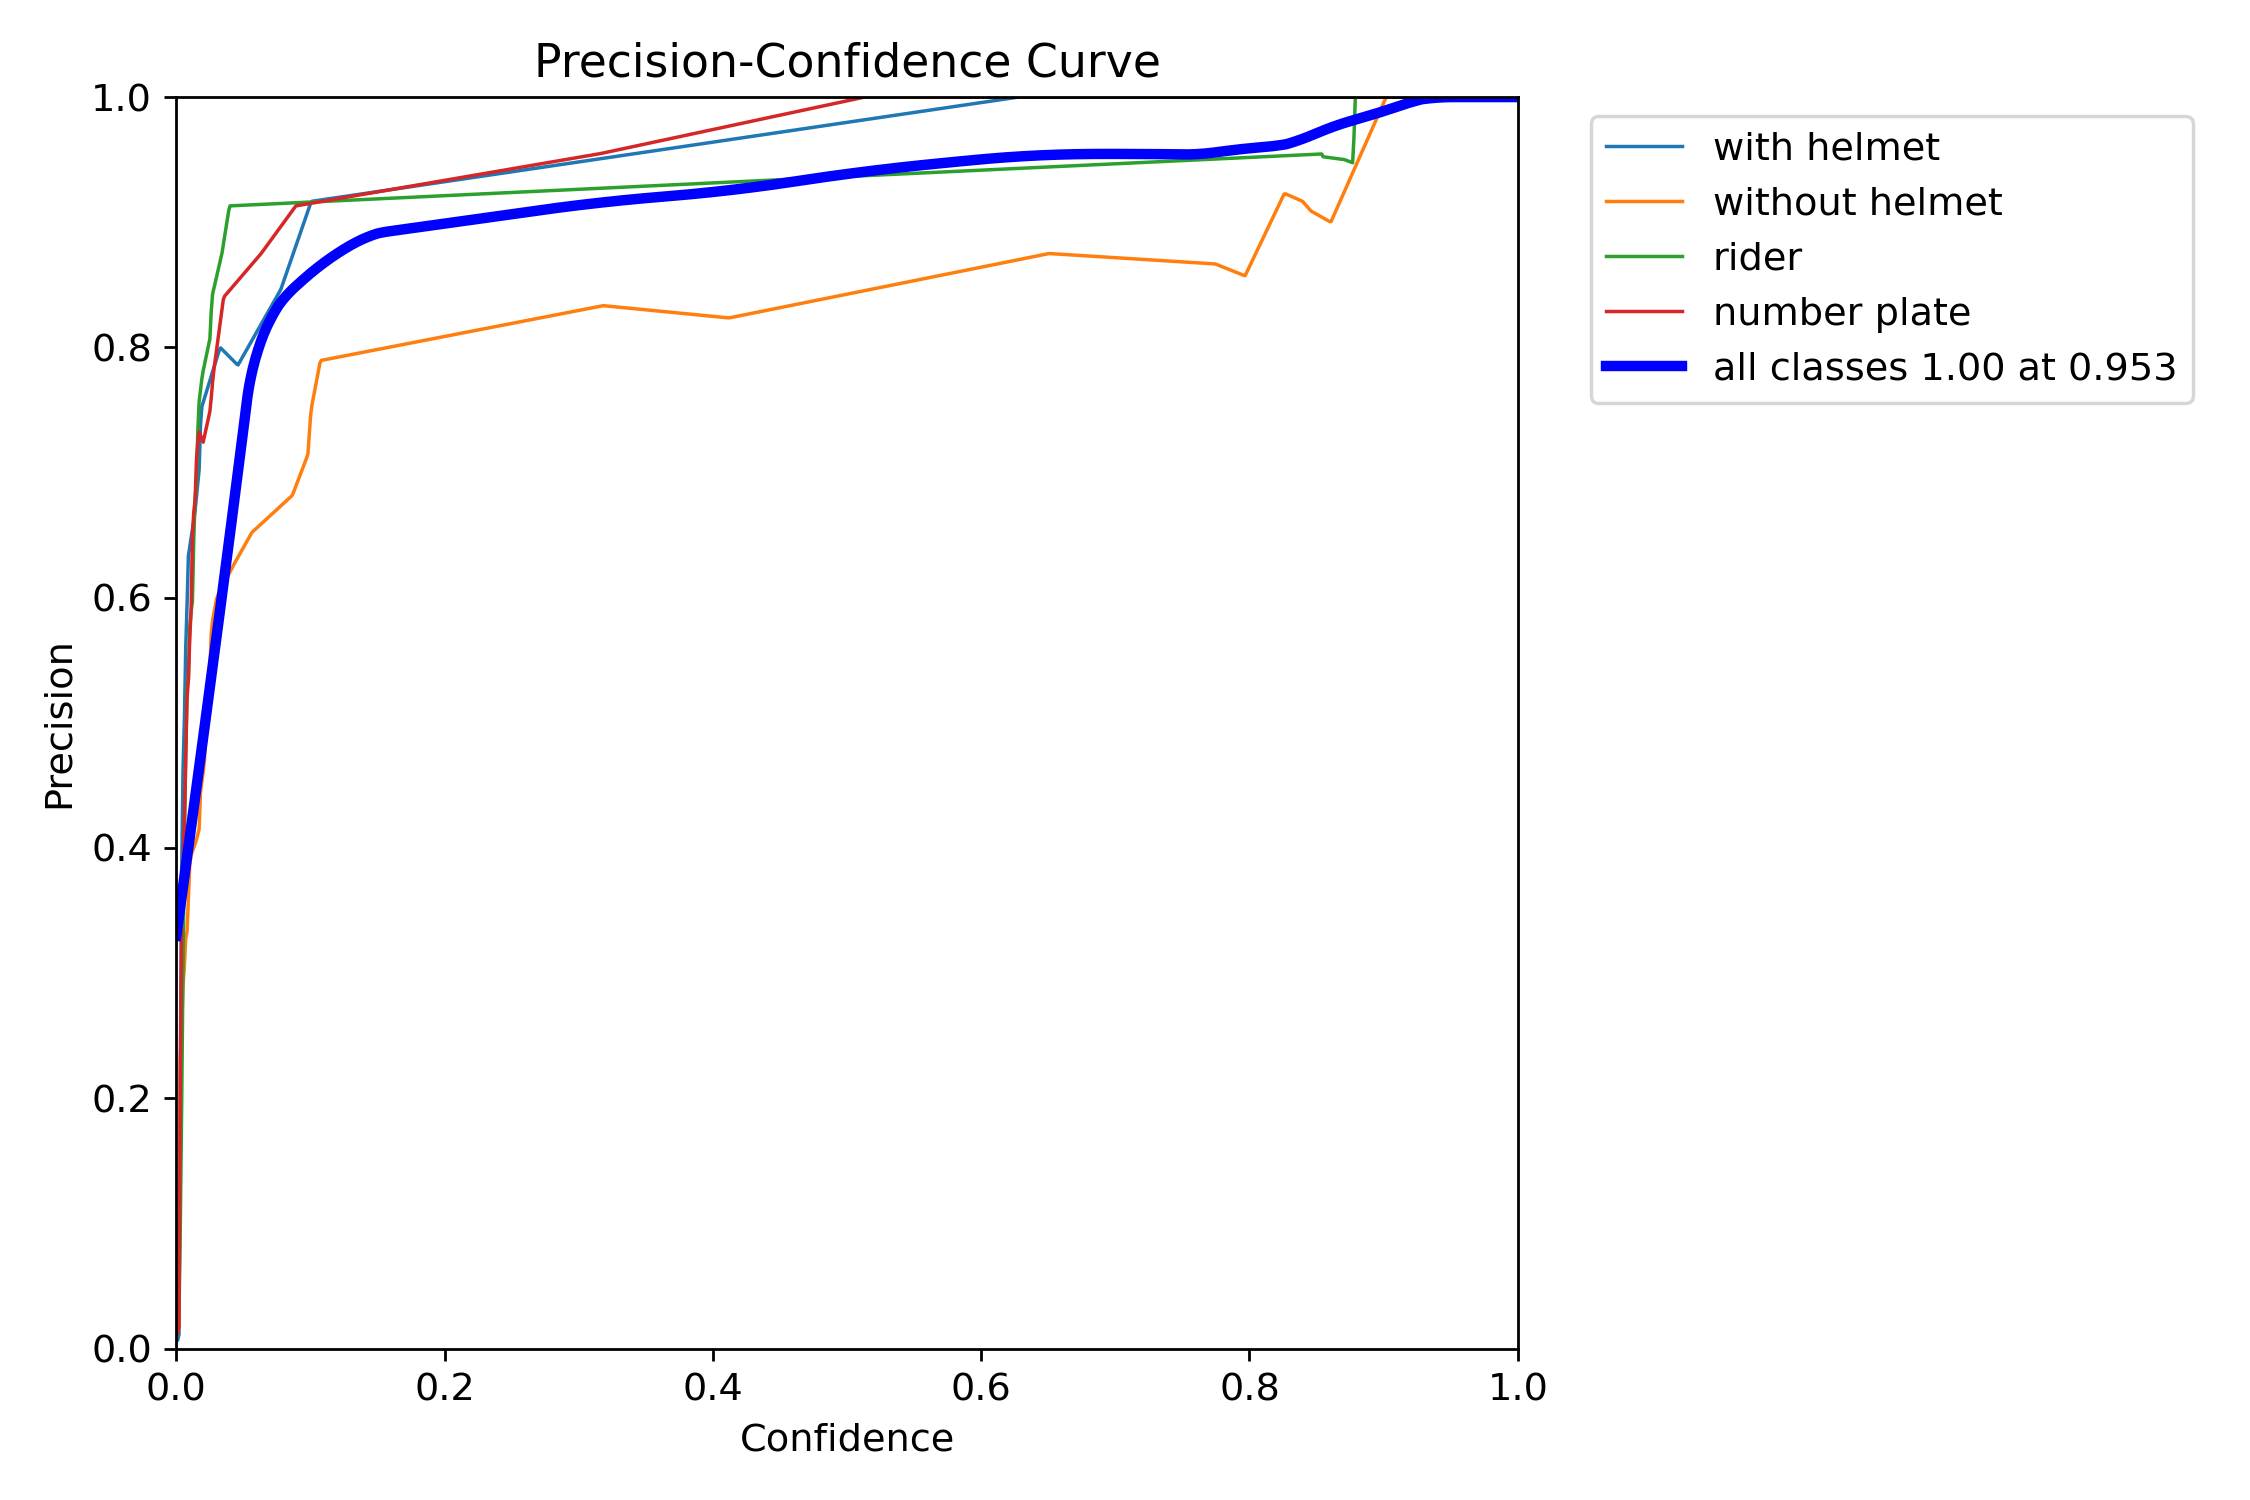 Precision-Confidence Curve
1.0
0.8
0.6
0.4
0.2
0.0
Precision
0.0 0.2 0.4 0.6 0.8 1.0
Confidence
with helmet
without helmet
rider
number plate
all classes 1.00 at 0.953